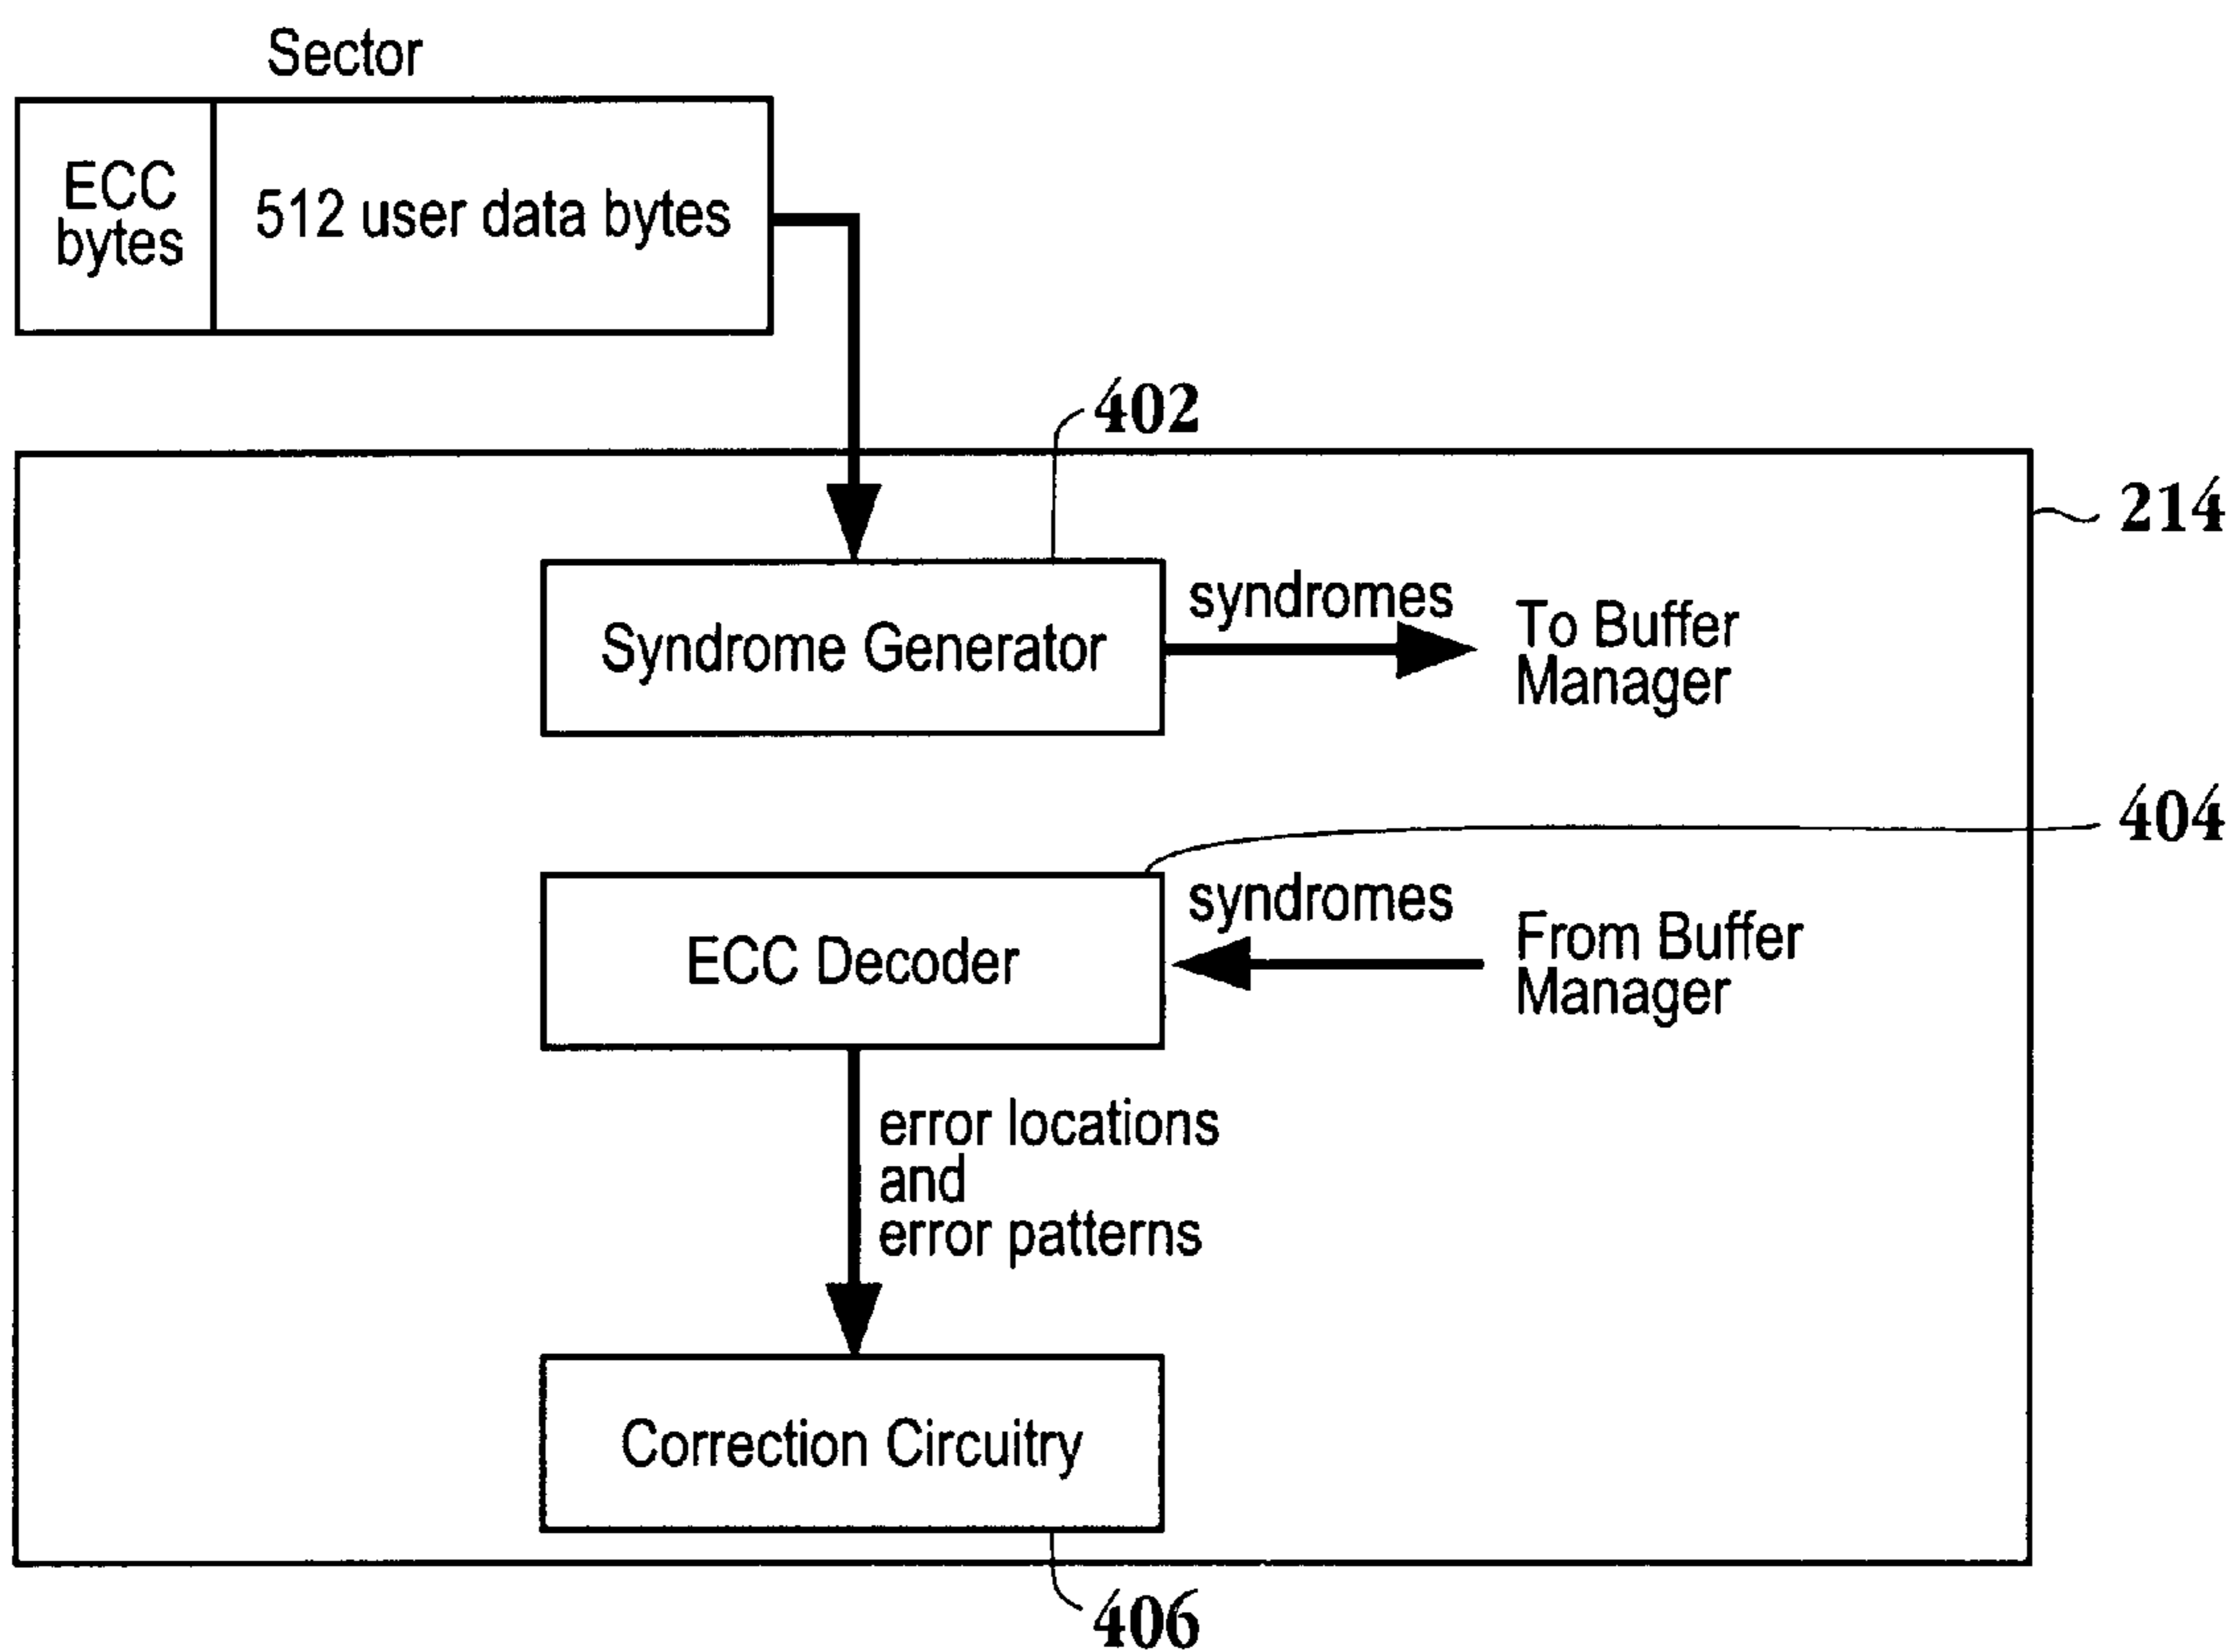 Sector
ECC
bytes
512 user data bytes
402
214
Syndrome Generator
syndromes
To Buffer
Manager
404
ECC Decoder
syndromes
From Buffer
Manager
error locations
and
error patterns
Correction Circuitry
406